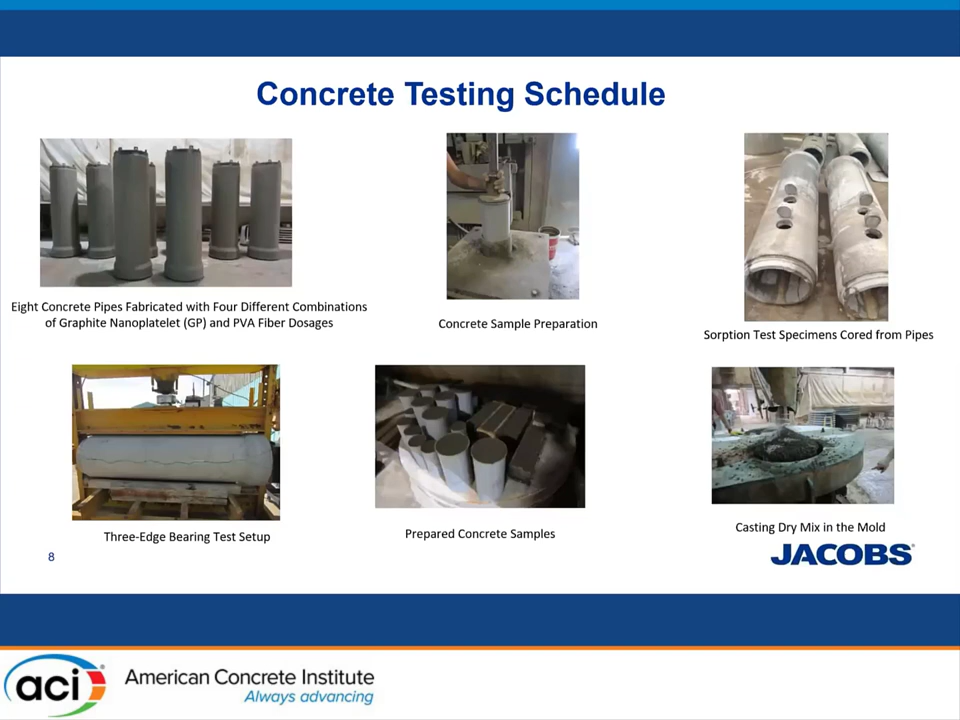 Concrete Testing Schedule
Eight Concrete Pipes Fabricated with Four Different Combinations
of Graphite Nanoplatelet (GP) and PVA Fiber Dosages
Concrete Sample Preparation
Sorption Test Specimens Cored from Pipes
Three-Edge Bearing Test Setup
Prepared Concrete Samples
Casting Dry Mix in the Mold
8
JACOBS®
aci
American Concrete Institute
Always advancing